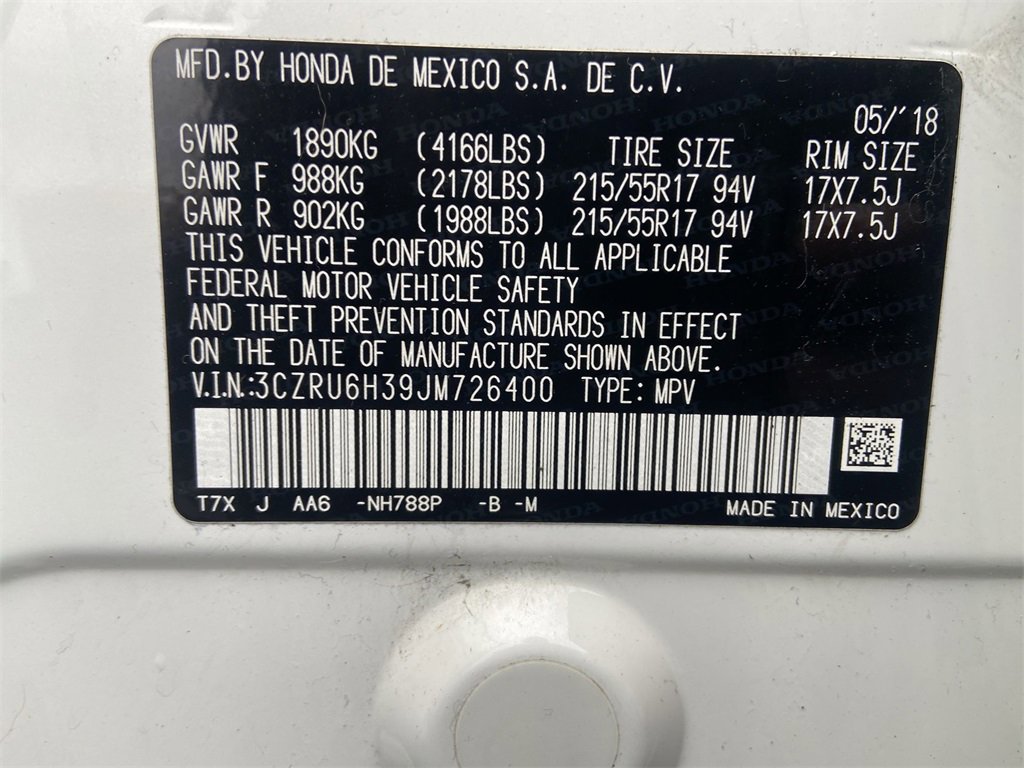 MFD.BY HONDA DE MEXICO S.A. DE C.V.
05/'18
GVWR 1890KG (4166LBS) TIRE SIZE RIM SIZE
GAWR F 988KG (2178LBS) 215/55R17 94V 17X7.5J
GAWR R 902KG (1988LBS) 215/55R17 94V 17X7.5J
THIS VEHICLE CONFORMS TO ALL APPLICABLE
FEDERAL MOTOR VEHICLE SAFETY
AND THEFT PREVENTION STANDARDS IN EFFECT
ON THE DATE OF MANUFACTURE SHOWN ABOVE.
V.I.N.:3CZRU6H39JM726400 TYPE: MPV
T7X J AA6 -NH788P -B -M MADE IN MEXICO